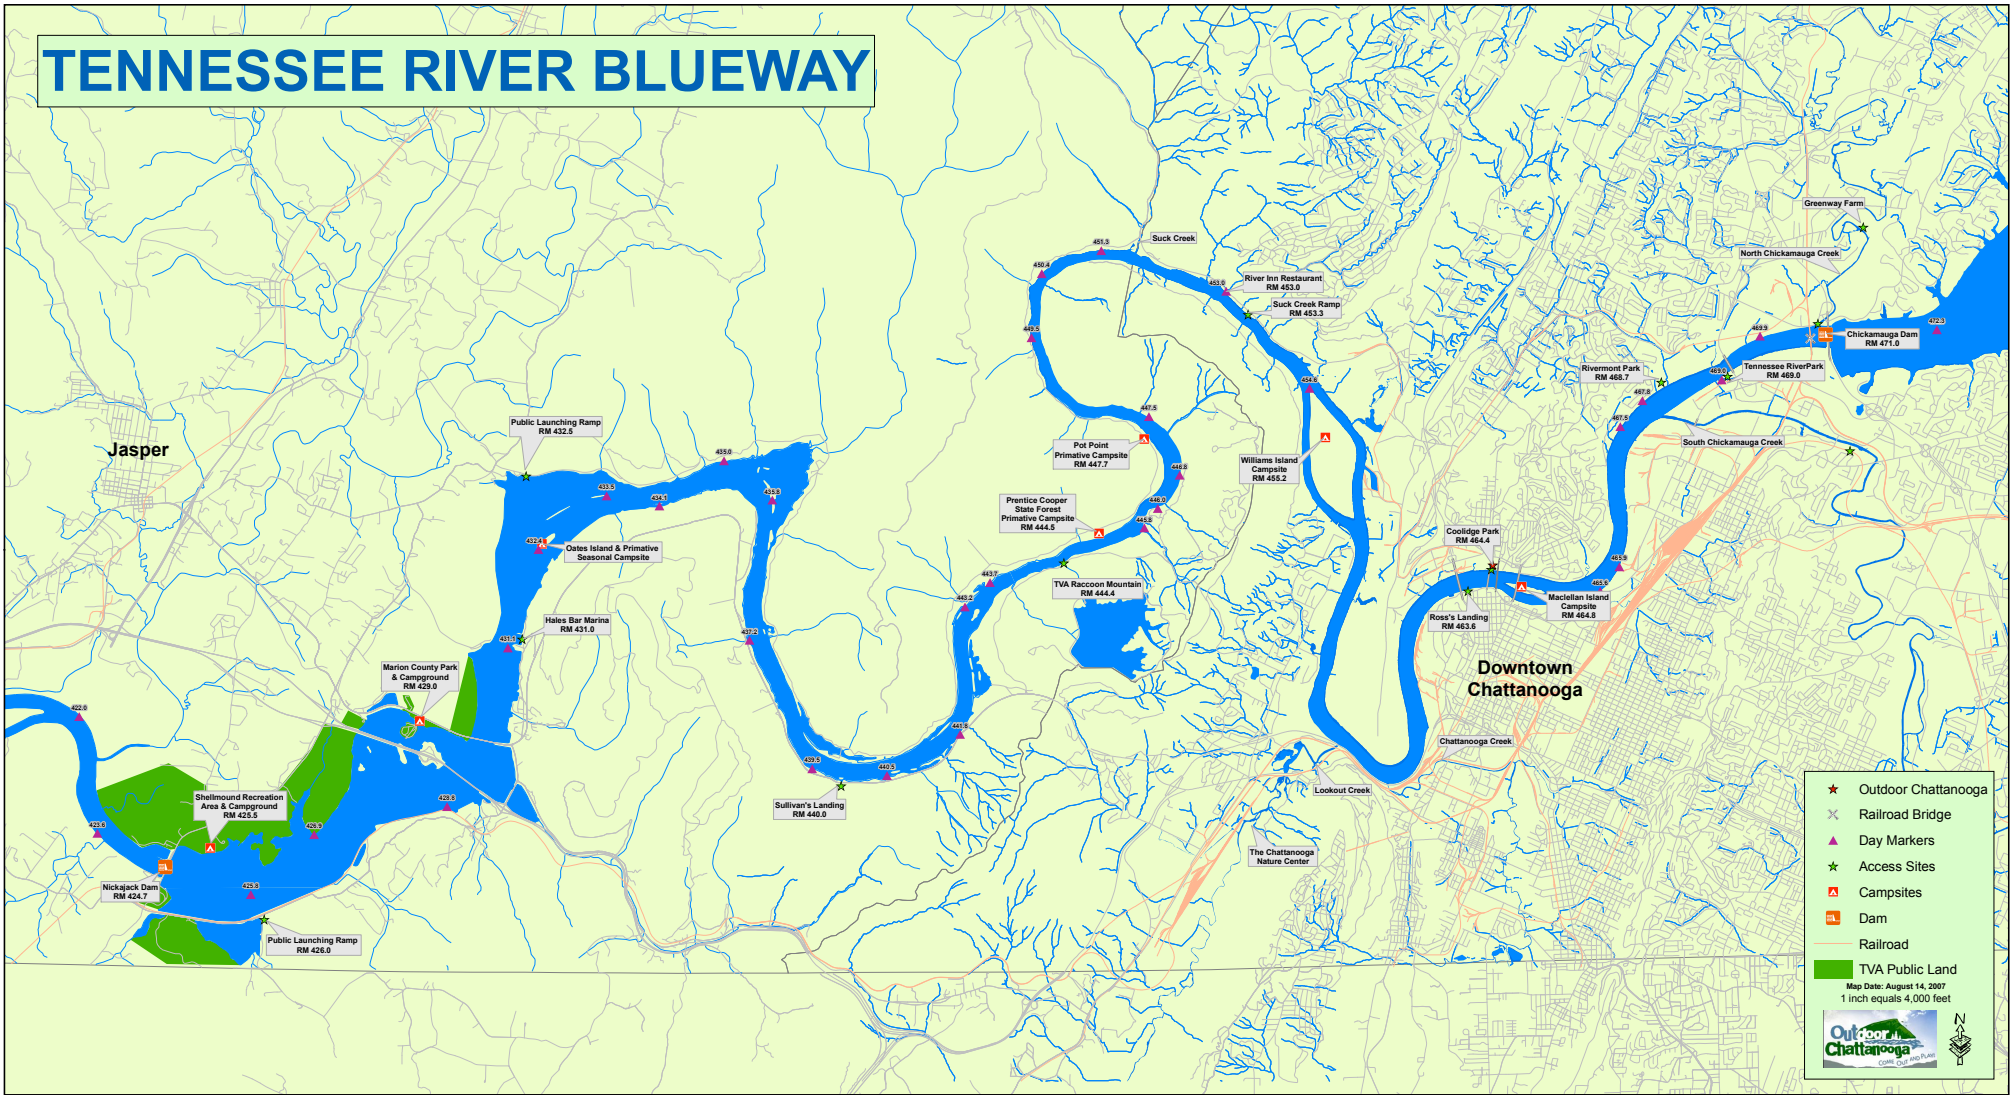 TENNESSEE RIVER BLUEWAY
Greenway Farm
North Chickamauga Creek
Suck Creek
451.3
450.4
449.5
453.0
River Inn Restaurant
RM 453.0
Suck Creek Ramp
RM 453.3
454.6
472.3
469.9
Chickamauga Dam
RM 471.0
Tennessee RiverPark
RM 469.0
469.0
Rivermont Park
RM 468.7
467.8
467.5
South Chickamauga Creek
Jasper
Public Launching Ramp
RM 432.5
433.5
434.1
435.0
435.8
432.4
Oates Island & Primative
Seasonal Campsite
447.5
Pot Point
Primative Campsite
RM 447.7
446.8
446.0
445.8
Prentice Cooper
State Forest
Primative Campsite
RM 444.5
Williams Island
Campsite
RM 455.2
TVA Raccoon Mountain
RM 444.4
443.7
443.2
Coolidge Park
RM 464.4
465.9
465.6
Maclellan Island
Campsite
RM 464.8
Ross's Landing
RM 463.6
Downtown
Chattanooga
Hales Bar Marina
RM 431.0
431.1
437.2
Marion County Park
& Campground
RM 429.0
422.0
423.6
Shellmound Recreation
Area & Campground
RM 425.5
426.9
428.8
439.5
440.5
441.8
Sullivan's Landing
RM 440.0
Chattanooga Creek
Lookout Creek
The Chattanooga
Nature Center
Nickajack Dam
RM 424.7
425.8
Public Launching Ramp
RM 426.0
Outdoor Chattanooga
Railroad Bridge
Day Markers
Access Sites
Campsites
Dam
Railroad
TVA Public Land
Map Date: August 14, 2007
1 inch equals 4,000 feet
Outdoor
Chattanooga
COME OUT AND PLAY!
N